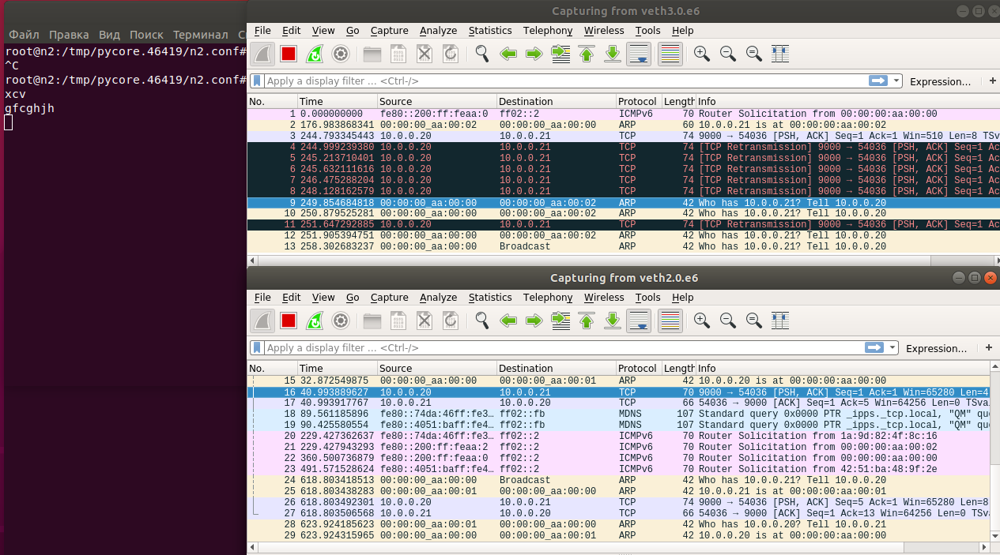 Файл Правка Вид Поиск Терминал
root@n2:/tmp/pycore.46419/n2.conf#
^C
root@n2:/tmp/pycore.46419/n2.conf#
xcv
gfcghjh
Capturing from veth3.0.e6
File Edit View Go Capture Analyze Statistics Telephony Wireless Tools Help
Apply a display filter ... <Ctrl-/> Expression... +
No. Time Source Destination Protocol Length Info
1 0.000000000 fe80::200:ff:feaa:0 ff02::2 ICMPv6 70 Router Solicitation from 00:00:00:aa:00:00
2 176.983868341 00:00:00_aa:00:02 00:00:00_aa:00:00 ARP 60 10.0.0.21 is at 00:00:00:aa:00:02
3 244.793345443 10.0.0.20 10.0.0.21 TCP 74 9000 → 54036 [PSH, ACK] Seq=1 Ack=1 Win=510 Len=8 TSv
4 244.999239380 10.0.0.20 10.0.0.21 TCP 74 [TCP Retransmission] 9000 → 54036 [PSH, ACK] Seq=1 Ac
5 245.213710401 10.0.0.20 10.0.0.21 TCP 74 [TCP Retransmission] 9000 → 54036 [PSH, ACK] Seq=1 Ac
6 245.632111616 10.0.0.20 10.0.0.21 TCP 74 [TCP Retransmission] 9000 → 54036 [PSH, ACK] Seq=1 Ac
7 246.475288204 10.0.0.20 10.0.0.21 TCP 74 [TCP Retransmission] 9000 → 54036 [PSH, ACK] Seq=1 Ac
8 248.128162579 10.0.0.20 10.0.0.21 TCP 74 [TCP Retransmission] 9000 → 54036 [PSH, ACK] Seq=1 Ac
9 249.854684818 00:00:00_aa:00:00 00:00:00_aa:00:02 ARP 42 Who has 10.0.0.21? Tell 10.0.0.20
10 250.879525281 00:00:00_aa:00:00 00:00:00_aa:00:02 ARP 42 Who has 10.0.0.21? Tell 10.0.0.20
11 251.647292885 10.0.0.20 10.0.0.21 TCP 74 [TCP Retransmission] 9000 → 54036 [PSH, ACK] Seq=1 Ac
12 251.905394751 00:00:00_aa:00:00 00:00:00_aa:00:02 ARP 42 Who has 10.0.0.21? Tell 10.0.0.20
13 258.302683237 00:00:00_aa:00:00 Broadcast ARP 42 Who has 10.0.0.21? Tell 10.0.0.20
Capturing from veth2.0.e6
File Edit View Go Capture Analyze Statistics Telephony Wireless Tools Help
Apply a display filter ... <Ctrl-/> Expression... +
No. Time Source Destination Protocol Length Info
15 32.872549875 00:00:00_aa:00:00 00:00:00_aa:00:01 ARP 42 10.0.0.20 is at 00:00:00:aa:00:00
16 40.993889627 10.0.0.20 10.0.0.21 TCP 70 9000 → 54036 [PSH, ACK] Seq=1 Ack=1 Win=65280 Len=4
17 40.993917767 10.0.0.21 10.0.0.20 TCP 66 54036 → 9000 [ACK] Seq=1 Ack=5 Win=64256 Len=0 TSva
18 89.561185896 fe80::74da:46ff:fe3… ff02::fb MDNS 107 Standard query 0x0000 PTR _ipps._tcp.local, "QM" qu
19 90.425580554 fe80::4051:baff:fe4… ff02::fb MDNS 107 Standard query 0x0000 PTR _ipps._tcp.local, "QM" qu
20 229.427362637 fe80::74da:46ff:fe3… ff02::2 ICMPv6 70 Router Solicitation from 1a:9d:82:4f:8c:16
21 229.427943293 fe80::200:ff:feaa:2 ff02::2 ICMPv6 70 Router Solicitation from 00:00:00:aa:00:02
22 360.500736879 fe80::200:ff:feaa:0 ff02::2 ICMPv6 70 Router Solicitation from 00:00:00:aa:00:00
23 491.571528624 fe80::4051:baff:fe4… ff02::2 ICMPv6 70 Router Solicitation from 42:51:ba:48:9f:2e
24 618.803418513 00:00:00_aa:00:00 Broadcast ARP 42 Who has 10.0.0.21? Tell 10.0.0.20
25 618.803438283 00:00:00_aa:00:01 00:00:00_aa:00:00 ARP 42 10.0.0.21 is at 00:00:00:aa:00:01
26 618.803492301 10.0.0.20 10.0.0.21 TCP 74 9000 → 54036 [PSH, ACK] Seq=5 Ack=1 Win=65280 Len=8
27 618.803506568 10.0.0.21 10.0.0.20 TCP 66 54036 → 9000 [ACK] Seq=1 Ack=13 Win=64256 Len=0 TSv
28 623.924185623 00:00:00_aa:00:01 00:00:00_aa:00:00 ARP 42 Who has 10.0.0.20? Tell 10.0.0.21
29 623.924315965 00:00:00_aa:00:00 00:00:00_aa:00:01 ARP 42 10.0.0.20 is at 00:00:00:aa:00:00